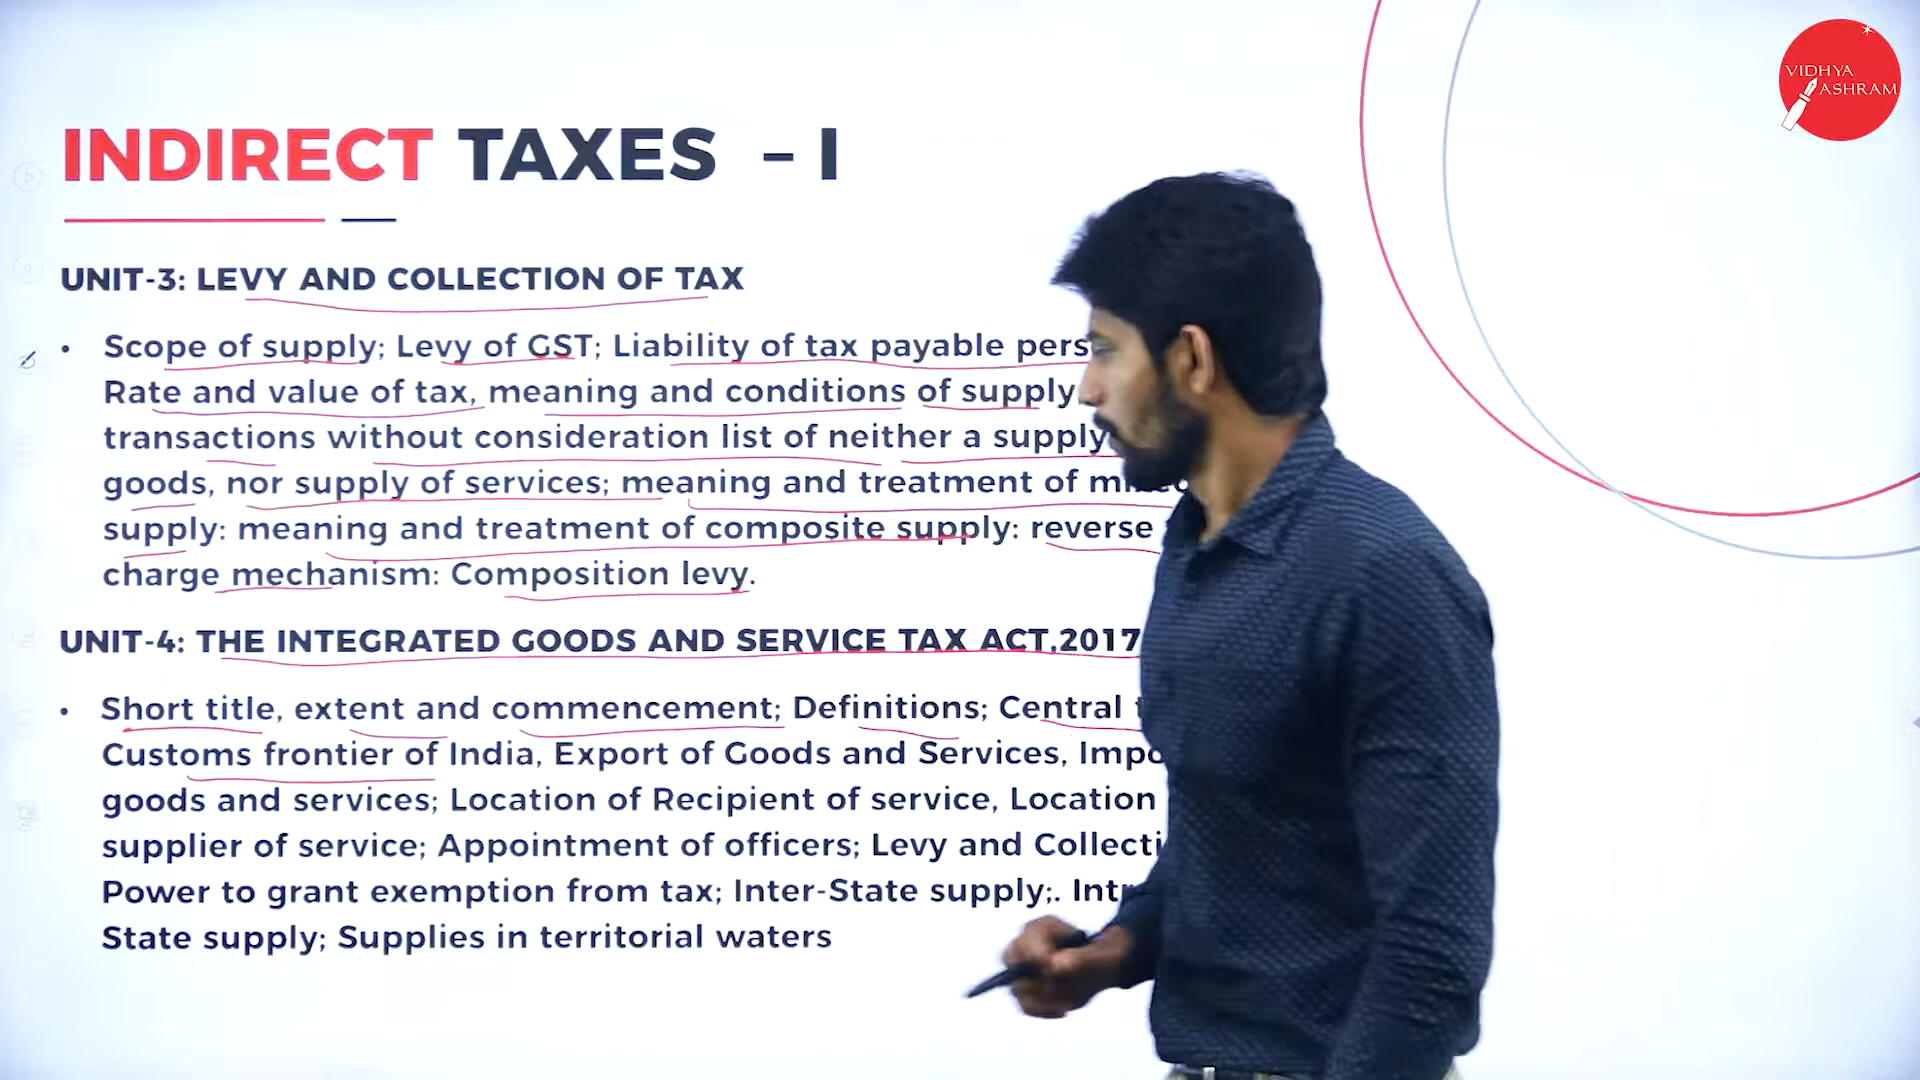 VIDHYA
ASHRAM
INDIRECT TAXES – I
UNIT-3: LEVY AND COLLECTION OF TAX
• Scope of supply; Levy of GST; Liability of tax payable
Rate and value of tax, meaning and conditions of supply
transactions without consideration list of neither a supply
goods, nor supply of services; meaning and treatment of
supply: meaning and treatment of composite supply: reverse
charge mechanism: Composition levy.
UNIT-4: THE INTEGRATED GOODS AND SERVICE TAX ACT,2017
• Short title, extent and commencement; Definitions; Central
Customs frontier of India, Export of Goods and Services,
goods and services; Location of Recipient of service, Location
supplier of service; Appointment of officers; Levy and
Power to grant exemption from tax; Inter-State supply;.
State supply; Supplies in territorial waters